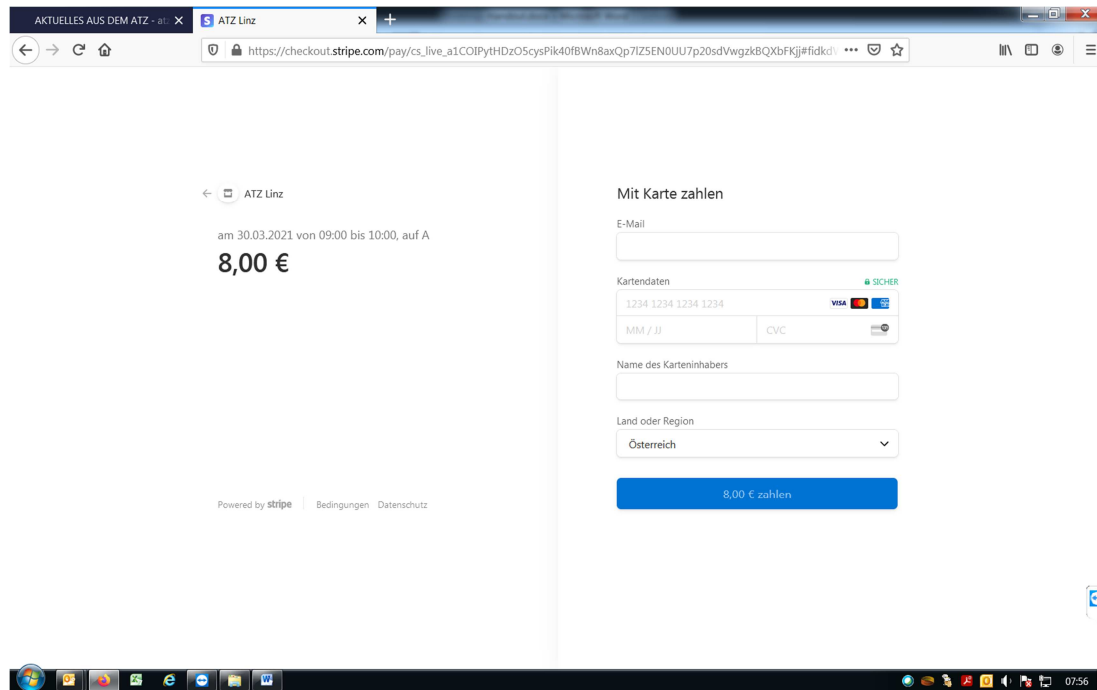 AKTUELLES AUS DEM ATZ - at
ATZ Linz
https://checkout.stripe.com/pay/cs_live_a1COIPytHDzO5cysPik40fBWn8axQp7lZ5EN0UU7p20sdVwgzkBQXbFKjj#fidkd
ATZ Linz
am 30.03.2021 von 09:00 bis 10:00, auf A
8,00 €
Powered by stripe
Bedingungen Datenschutz
Mit Karte zahlen
E-Mail
Kartendaten
SICHER
1234 1234 1234 1234
VISA
MM / JJ
CVC
Name des Karteninhabers
Land oder Region
Österreich
8,00 € zahlen
07:56